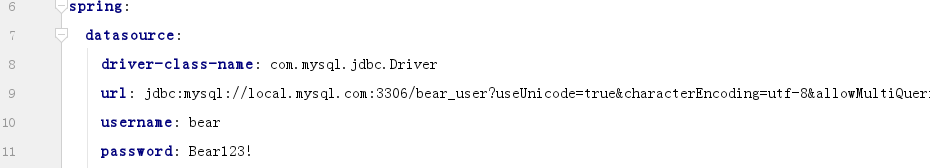 6 spring:
7 datasource:
8 driver-class-name: com.mysql.jdbc.Driver
9 url: jdbc:mysql://local.mysql.com:3306/bear_user?useUnicode=true&characterEncoding=utf-8&allowMultiQueri
10 username: bear
11 password: Bear123!